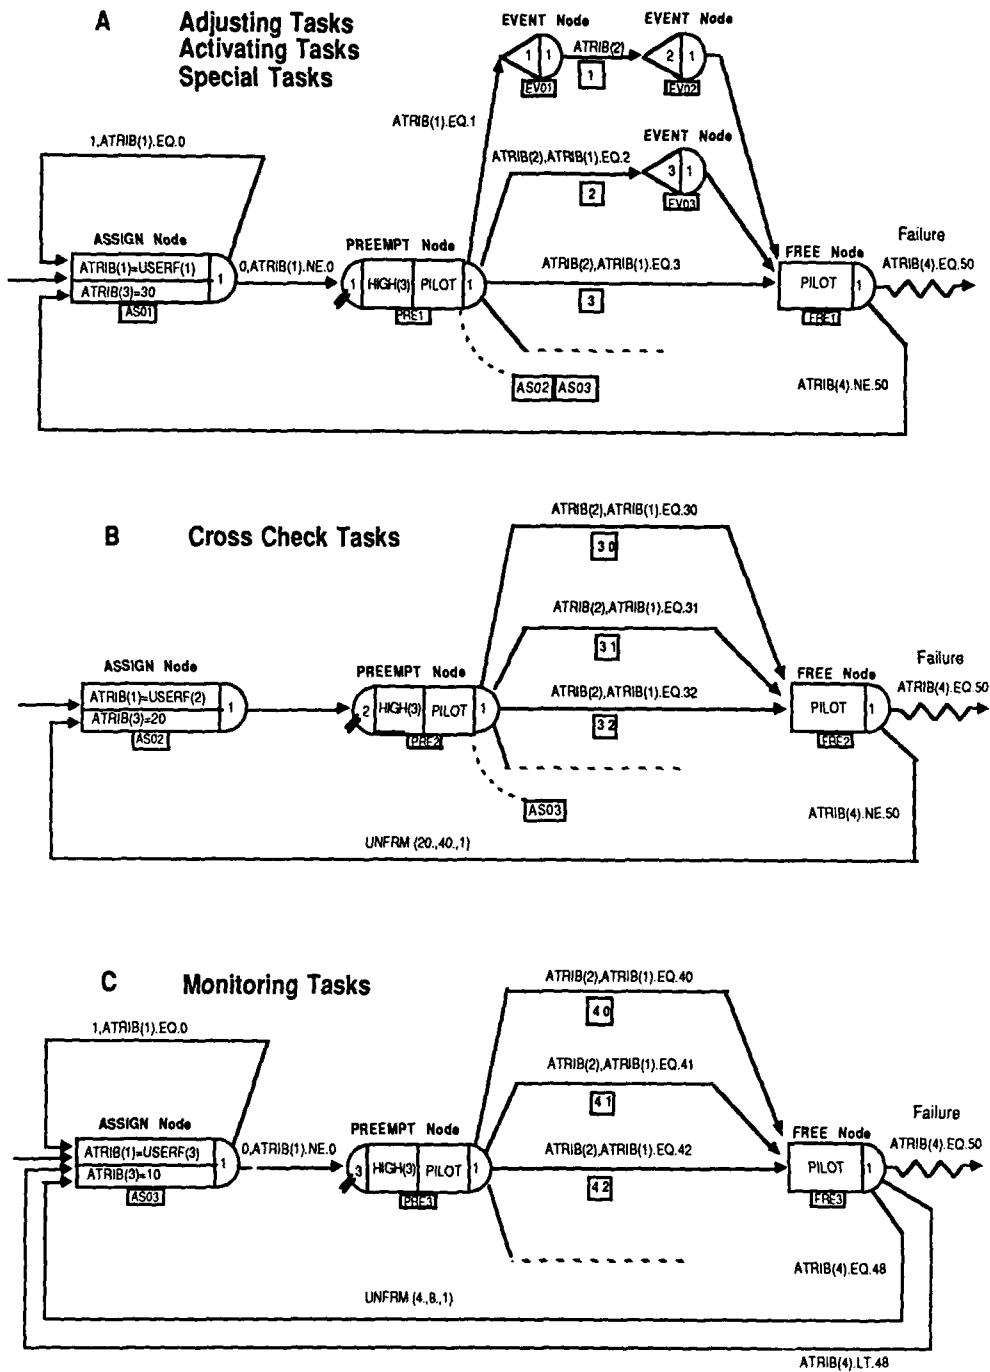 A
Adjusting Tasks
Activating Tasks
Special Tasks
EVENT Node
EVENT Node
1 1
ATRIB(2)
2 1
EV01
1
EV02
ATRIB(1).EQ.1
1,ATRIB(1).EQ.0
EVENT Node
ATRIB(2),ATRIB(1).EQ.2
3 1
2
EV03
ASSIGN Node
PREEMPT Node
FREE Node
Failure
ATRIB(1)=USERF(1)
1
0,ATRIB(1).NE.0
ATRIB(2),ATRIB(1).EQ.3
ATRIB(4).EQ.50
ATRIB(3)=30
1 HIGH(3) PILOT 1
PILOT 1
AS01
PRE1
3
FRE1
AS02 AS03
ATRIB(4).NE.50
B
Cross Check Tasks
ATRIB(2),ATRIB(1).EQ.30
30
ATRIB(2),ATRIB(1).EQ.31
31
ASSIGN Node
PREEMPT Node
FREE Node
Failure
ATRIB(1)=USERF(2)
1
ATRIB(2),ATRIB(1).EQ.32
ATRIB(4).EQ.50
ATRIB(3)=20
2 HIGH(3) PILOT 1
PILOT 1
AS02
PRE2
32
FRE2
AS03
ATRIB(4).NE.50
UNFRM (20.,40.,1)
C
Monitoring Tasks
ATRIB(2),ATRIB(1).EQ.40
40
1,ATRIB(1).EQ.0
ATRIB(2),ATRIB(1).EQ.41
41
ASSIGN Node
PREEMPT Node
FREE Node
Failure
ATRIB(1)=USERF(3)
1
0,ATRIB(1).NE.0
ATRIB(2),ATRIB(1).EQ.42
ATRIB(4).EQ.50
ATRIB(3)=10
3 HIGH(3) PILOT 1
PILOT 1
AS03
PRE3
42
FRE3
ATRIB(4).EQ.48
UNFRM (4.,8.,1)
ATRIB(4).LT.48